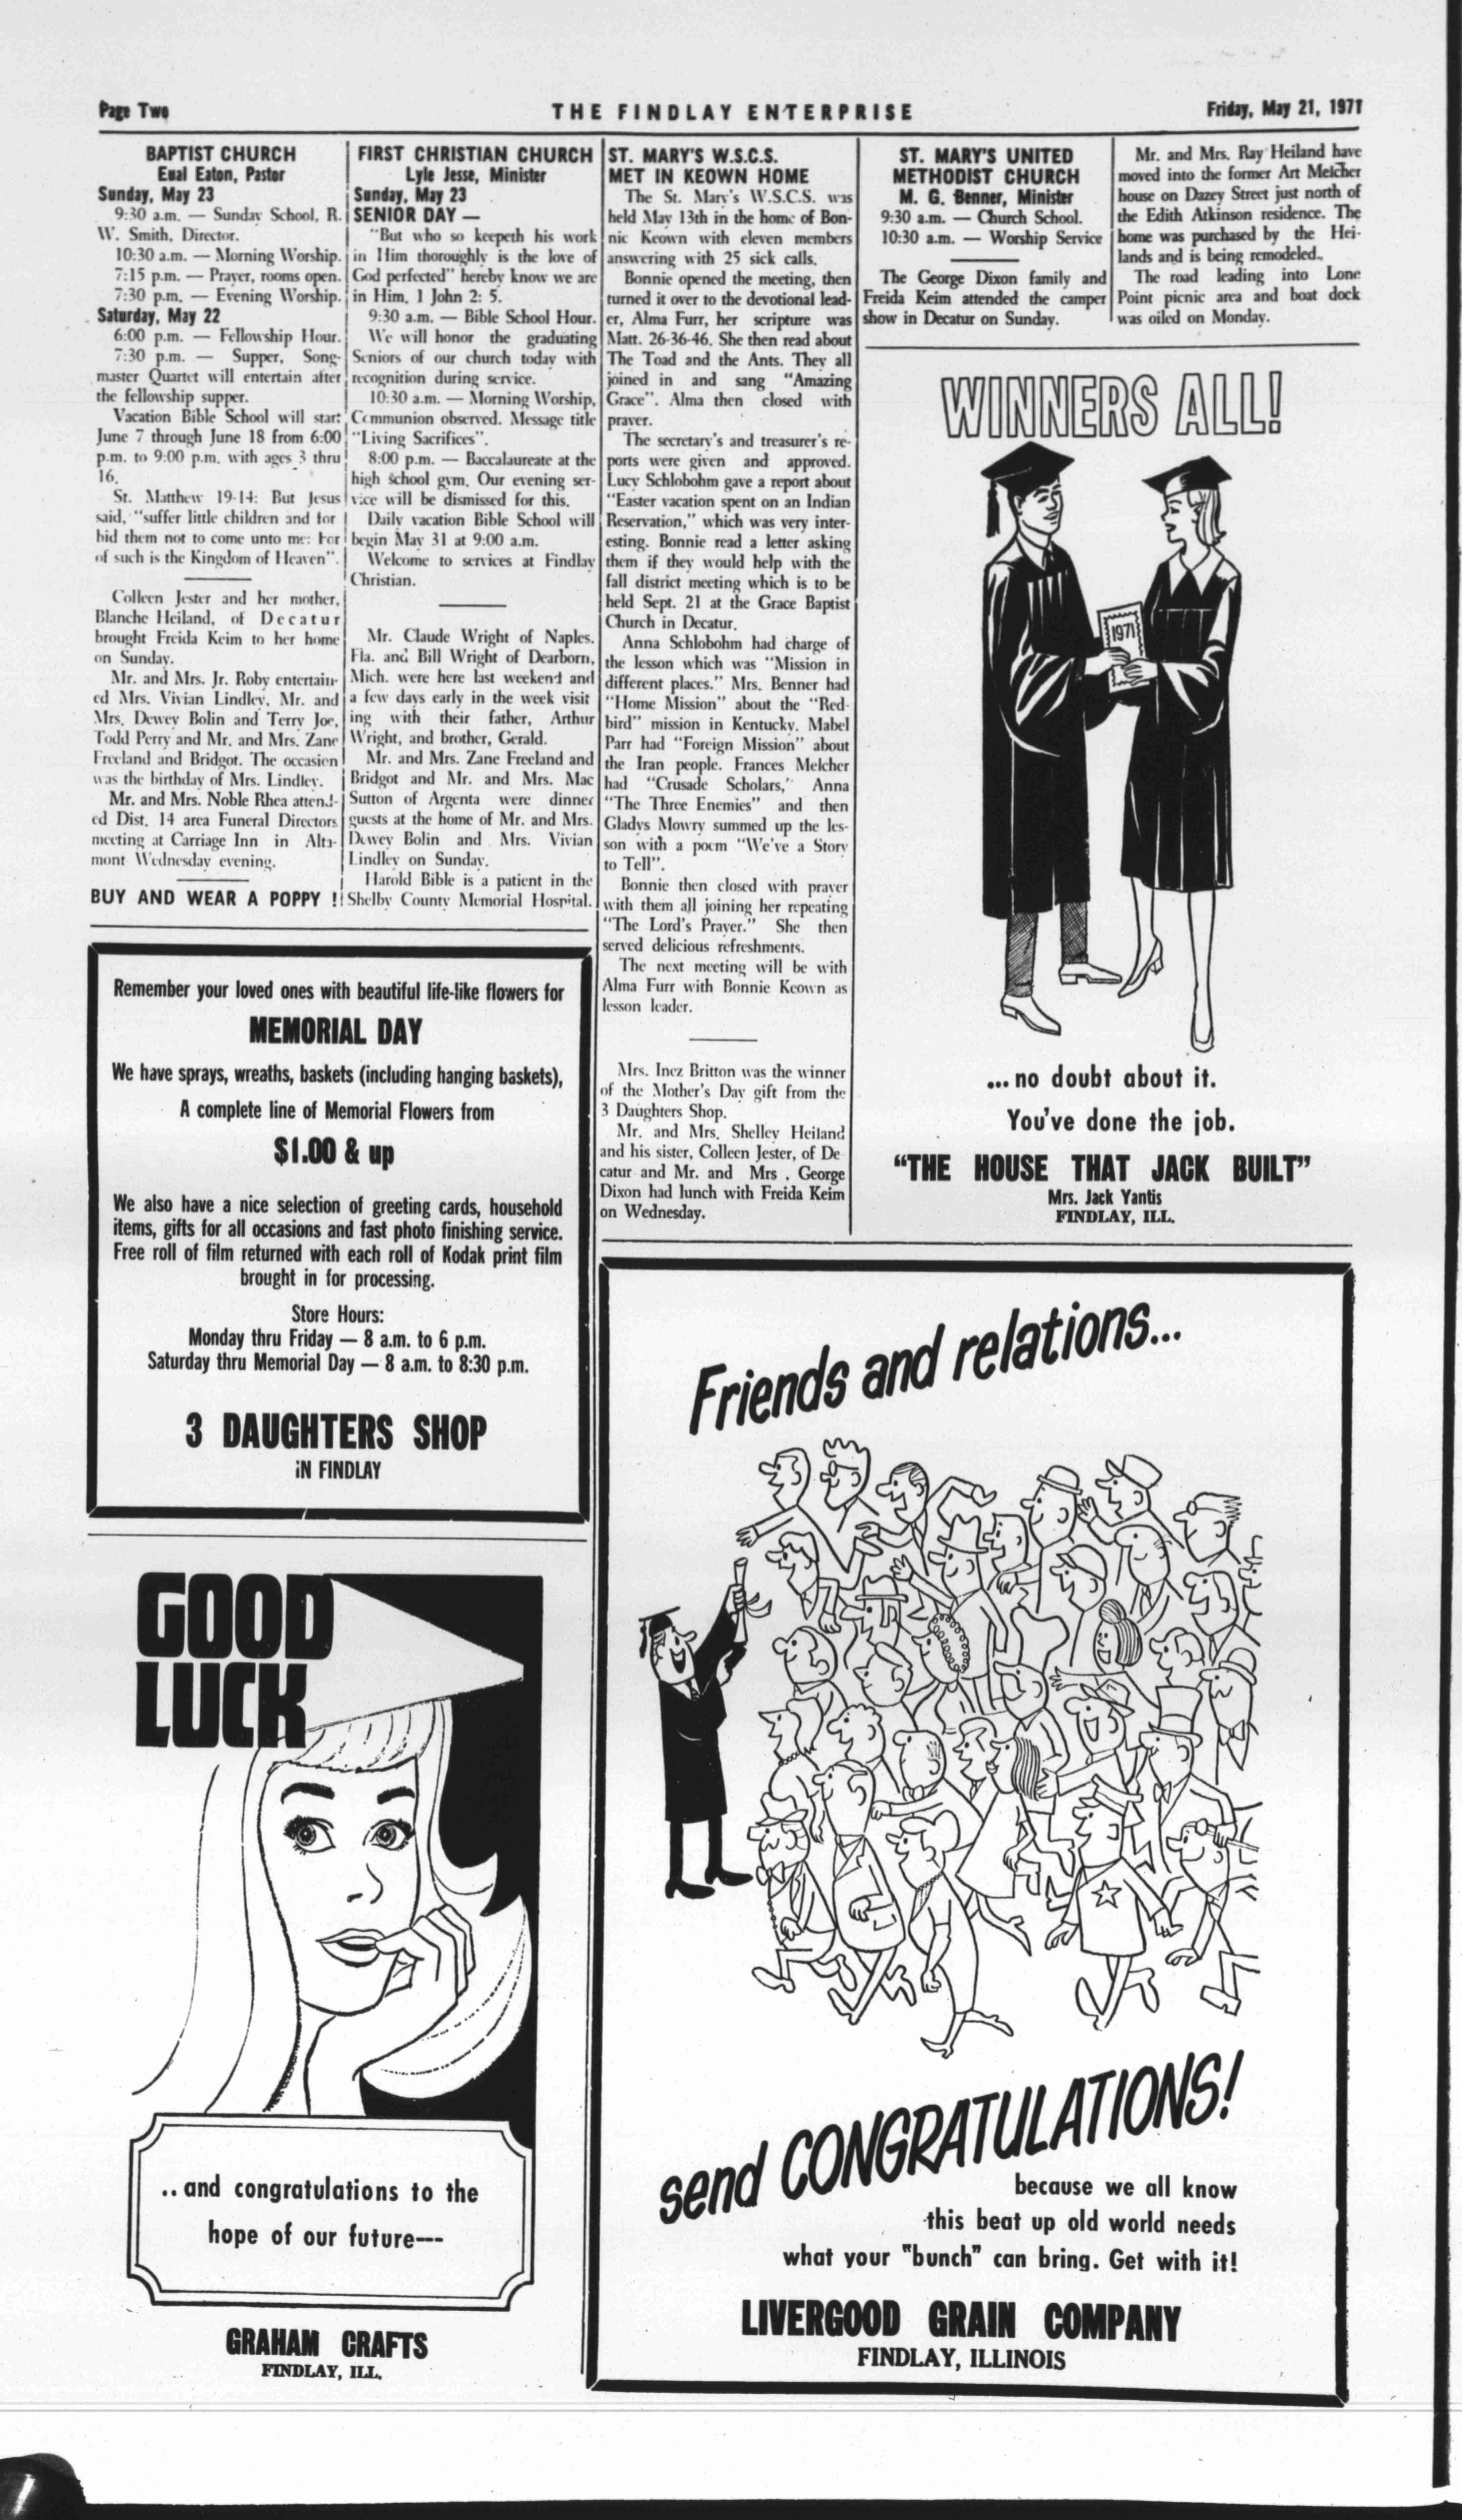 Page Two
THE FINDLAY ENTERPRISE
Friday, May 21, 1971
BAPTIST CHURCH
Eual Eaton, Pastor
Sunday, May 23
9:30 a.m. — Sunday School, R.
W. Smith, Director.
10:30 a.m. — Morning Worship.
7:15 p.m. — Prayer, rooms open.
7:30 p.m. — Evening Worship.
Saturday, May 22
6:00 p.m. — Fellowship Hour.
7:30 p.m. — Supper, Song-
master Quartet will entertain after
the fellowship supper.
Vacation Bible School will start
June 7 through June 18 from 6:00
p.m. to 9:00 p.m. with ages 3 thru
16.
St. Matthew 19-14: But Jesus
said, "suffer little children and for
bid them not to come unto me: For
of such is the Kingdom of Heaven".
Colleen Jester and her mother,
Blanche Heiland, of Decatur
brought Freida Keim to her home
on Sunday.
Mr. and Mrs. Jr. Roby entertain-
ed Mrs. Vivian Lindley, Mr. and
Mrs. Dewey Bolin and Terry Joe,
Todd Perry and Mr. and Mrs. Zane
Freeland and Bridgot. The occasion
was the birthday of Mrs. Lindley.
Mr. and Mrs. Noble Rhea attend-
ed Dist. 14 area Funeral Directors
meeting at Carriage Inn in Alta-
mont Wednesday evening.
BUY AND WEAR A POPPY !
FIRST CHRISTIAN CHURCH
Lyle Jesse, Minister
Sunday, May 23
SENIOR DAY —
"But who so keepeth his work
in Him thoroughly is the love of
God perfected" hereby know we are
in Him, 1 John 2: 5.
9:30 a.m. — Bible School Hour.
We will honor the graduating
Seniors of our church today with
recognition during service.
10:30 a.m. — Morning Worship,
Communion observed. Message title
"Living Sacrifices".
8:00 p.m. — Baccalaureate at the
high school gym. Our evening ser-
vice will be dismissed for this.
Daily vacation Bible School will
begin May 31 at 9:00 a.m.
Welcome to services at Findlay
Christian.
Mr. Claude Wright of Naples.
Fla. and Bill Wright of Dearborn,
Mich. were here last weekend and
a few days early in the week visit
ing with their father, Arthur
Wright, and brother, Gerald.
Mr. and Mrs. Zane Freeland and
Bridgot and Mr. and Mrs. Mac
Sutton of Argenta were dinner
guests at the home of Mr. and Mrs.
Dewey Bolin and Mrs. Vivian
Lindley on Sunday.
Harold Bible is a patient in the
Shelby County Memorial Hospital.
ST. MARY'S W.S.C.S.
MET IN KEOWN HOME
The St. Mary's W.S.C.S. was
held May 13th in the home of Bon-
nie Keown with eleven members
answering with 25 sick calls.
Bonnie opened the meeting, then
turned it over to the devotional lead-
er, Alma Furr, her scripture was
Matt. 26-36-46. She then read about
The Toad and the Ants. They all
joined in and sang "Amazing
Grace". Alma then closed with
prayer.
The secretary's and treasurer's re-
ports were given and approved.
Lucy Schlobohm gave a report about
"Easter vacation spent on an Indian
Reservation," which was very inter-
esting. Bonnie read a letter asking
them if they would help with the
fall district meeting which is to be
held Sept. 21 at the Grace Baptist
Church in Decatur.
Anna Schlobohm had charge of
the lesson which was "Mission in
different places." Mrs. Benner had
"Home Mission" about the "Red-
bird" mission in Kentucky. Mabel
Parr had "Foreign Mission" about
the Iran people. Frances Melcher
had "Crusade Scholars," Anna
"The Three Enemies" and then
Gladys Mowry summed up the les-
son with a poem "We've a Story
to Tell".
Bonnie then closed with prayer
with them all joining her repeating
"The Lord's Prayer." She then
served delicious refreshments.
The next meeting will be with
Alma Furr with Bonnie Keown as
lesson leader.
Mrs. Inez Britton was the winner
of the Mother's Day gift from the
3 Daughters Shop.
Mr. and Mrs. Shelley Heiland
and his sister, Colleen Jester, of De
catur and Mr. and Mrs . George
Dixon had lunch with Freida Keim
on Wednesday.
ST. MARY'S UNITED
METHODIST CHURCH
M. G. Benner, Minister
9:30 a.m. — Church School.
10:30 a.m. — Worship Service
The George Dixon family and
Freida Keim attended the camper
show in Decatur on Sunday.
Mr. and Mrs. Ray Heiland have
moved into the former Art Melcher
house on Dazey Street just north of
the Edith Atkinson residence. The
home was purchased by the Hei-
lands and is being remodeled.
The road leading into Lone
Point picnic area and boat dock
was oiled on Monday.
WINNERS ALL!
1971
... no doubt about it.
You've done the job.
"THE HOUSE THAT JACK BUILT"
Mrs. Jack Yantis
FINDLAY, ILL.
Remember your loved ones with beautiful life-like flowers for
MEMORIAL DAY
We have sprays, wreaths, baskets (including hanging baskets),
A complete line of Memorial Flowers from
$1.00 & up
We also have a nice selection of greeting cards, household
items, gifts for all occasions and fast photo finishing service.
Free roll of film returned with each roll of Kodak print film
brought in for processing.
Store Hours:
Monday thru Friday — 8 a.m. to 6 p.m.
Saturday thru Memorial Day — 8 a.m. to 8:30 p.m.
3 DAUGHTERS SHOP
iN FINDLAY
GOOD
LUCK
.. and congratulations to the
hope of our future---
GRAHAM CRAFTS
FINDLAY, ILL.
Friends and relations...
send CONGRATULATIONS!
because we all know
this beat up old world needs
what your "bunch" can bring. Get with it!
LIVERGOOD GRAIN COMPANY
FINDLAY, ILLINOIS